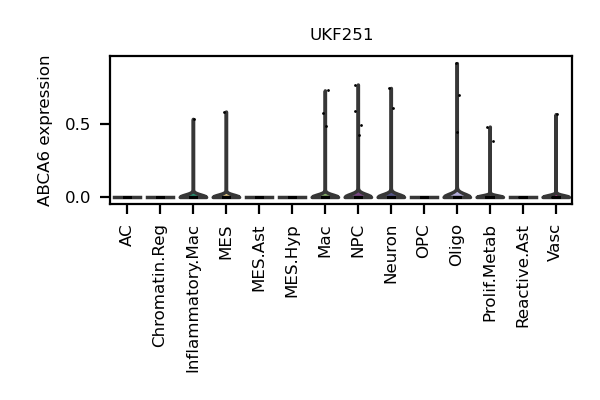 UKF251
ABCA6 expression
0.5
0.0
AC
Chromatin.Reg
Inflammatory.Mac
MES
MES.Ast
MES.Hyp
Mac
NPC
Neuron
OPC
Oligo
Prolif.Metab
Reactive.Ast
Vasc